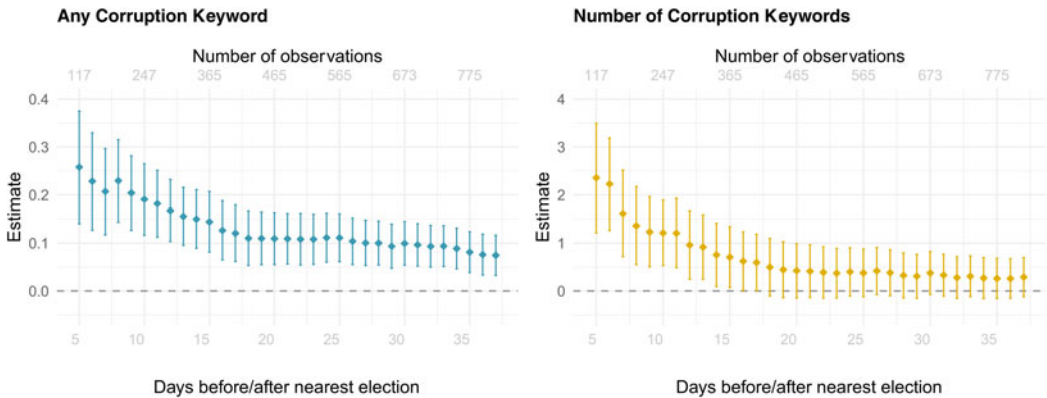 Any Corruption Keyword
Number of observations
117 247 365 465 565 673 775
0.4
0.3
0.2
0.1
0.0
Estimate
5 10 15 20 25 30 35
Days before/after nearest election
Number of Corruption Keywords
Number of observations
117 247 365 465 565 673 775
4
3
2
1
0
Estimate
5 10 15 20 25 30 35
Days before/after nearest election